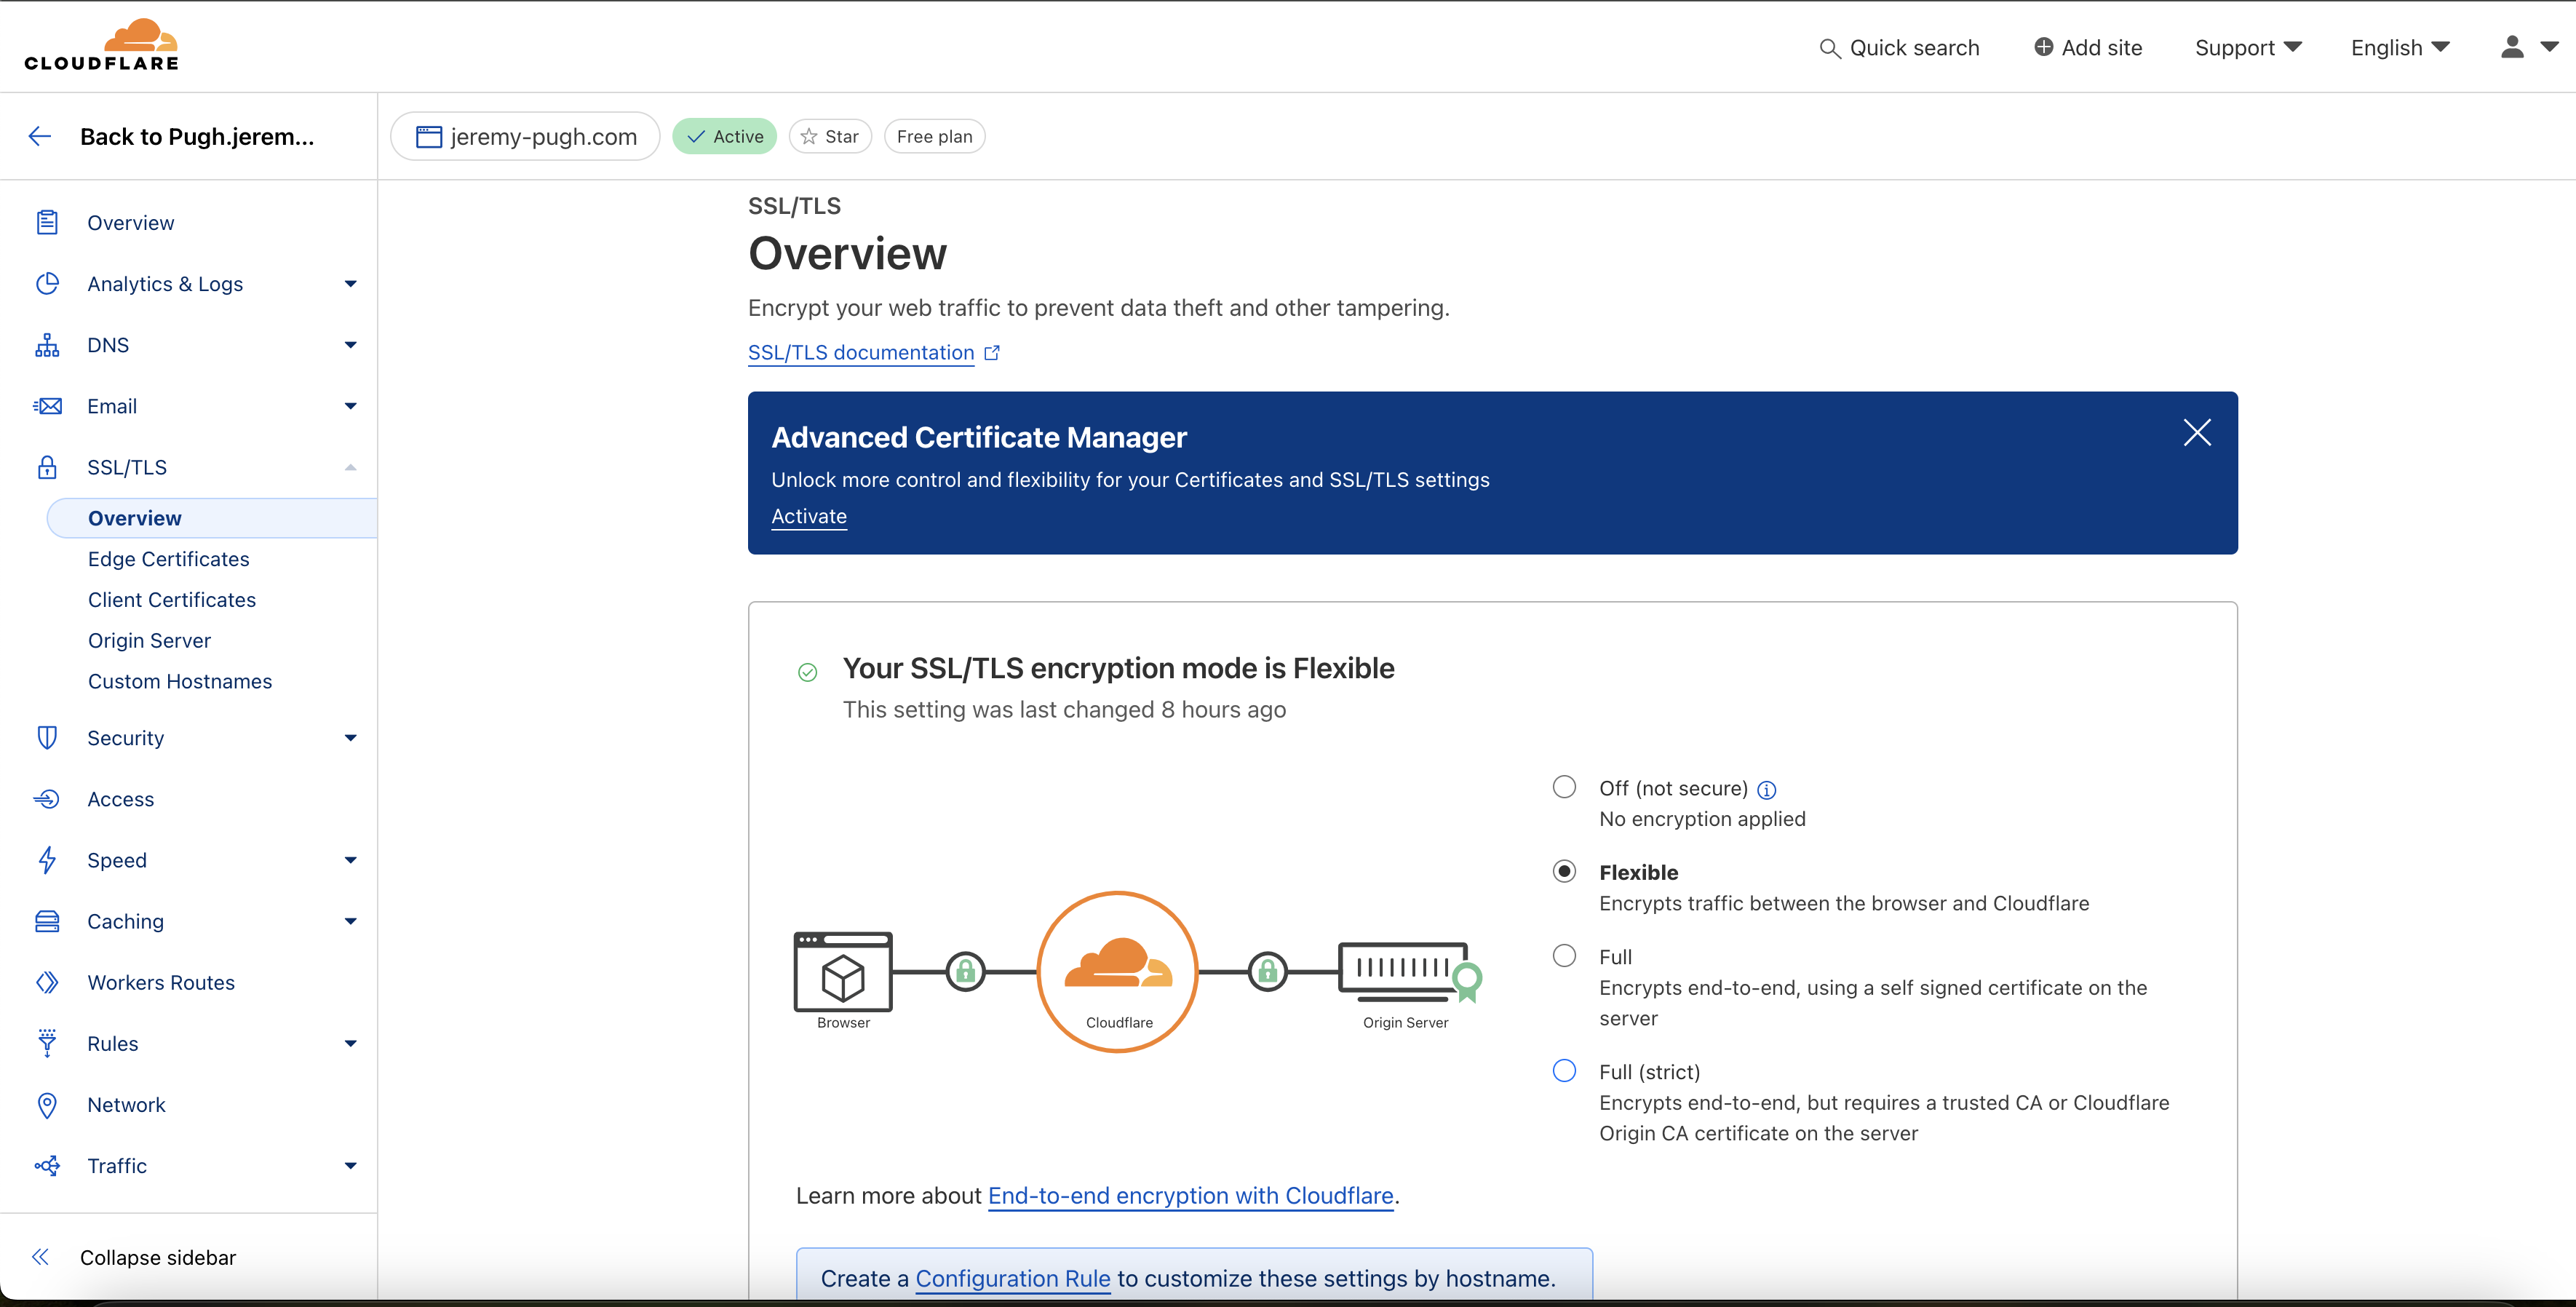 CLOUDFLARE
Quick search
Add site
Support
English
Back to Pugh.jerem...
jeremy-pugh.com
Active
Star
Free plan
Overview
Analytics & Logs
DNS
Email
SSL/TLS
Overview
Edge Certificates
Client Certificates
Origin Server
Custom Hostnames
Security
Access
Speed
Caching
Workers Routes
Rules
Network
Traffic
Collapse sidebar
SSL/TLS
Overview
Encrypt your web traffic to prevent data theft and other tampering.
SSL/TLS documentation
Advanced Certificate Manager
Unlock more control and flexibility for your Certificates and SSL/TLS settings
Activate
Your SSL/TLS encryption mode is Flexible
This setting was last changed 8 hours ago
Browser
Cloudflare
Origin Server
Off (not secure)
No encryption applied
Flexible
Encrypts traffic between the browser and Cloudflare
Full
Encrypts end-to-end, using a self signed certificate on the
server
Full (strict)
Encrypts end-to-end, but requires a trusted CA or Cloudflare
Origin CA certificate on the server
Learn more about End-to-end encryption with Cloudflare.
Create a Configuration Rule to customize these settings by hostname.